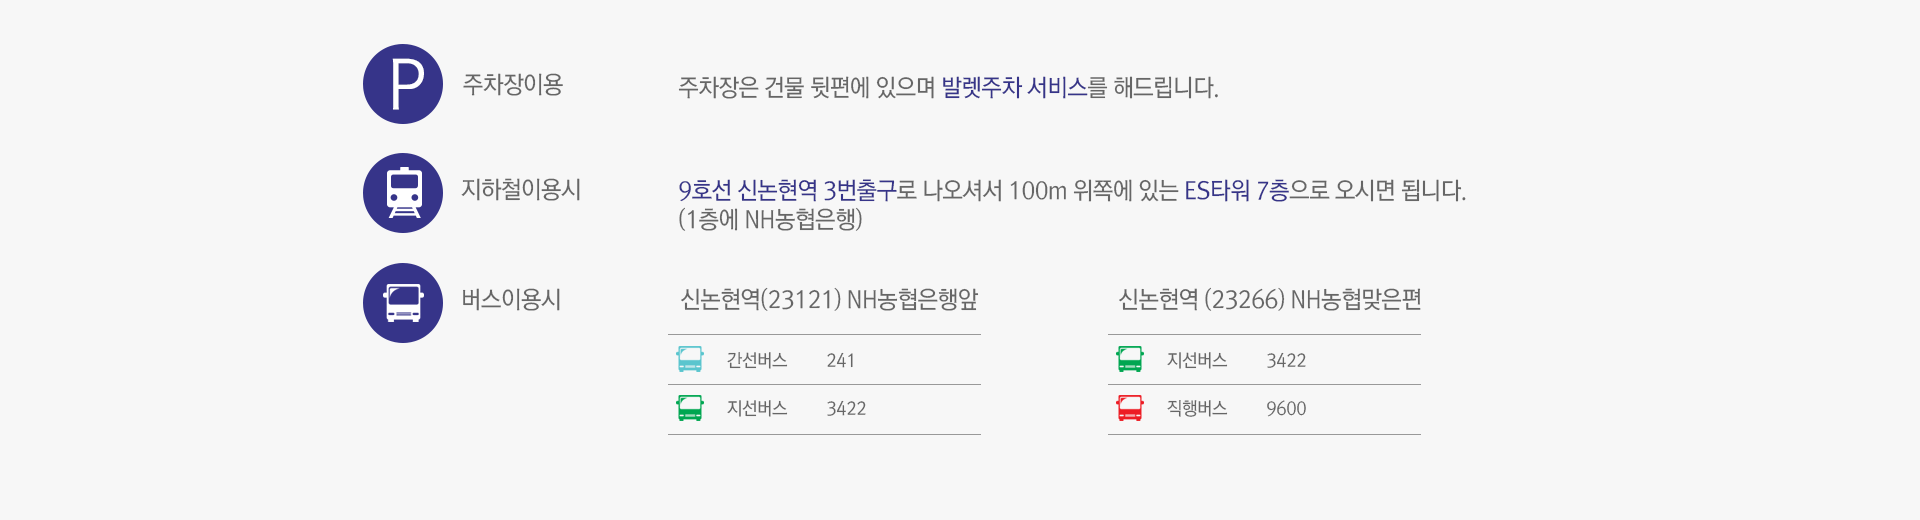 P
주차장이용
주차장은 건물 뒷편에 있으며 발렛주차 서비스를 해드립니다.
지하철이용시
9호선 신논현역 3번출구로 나오셔서 100m 위쪽에 있는 ES타워 7층으로 오시면 됩니다.
(1층에 NH농협은행)
버스이용시
신논현역(23121) NH농협은행앞
간선버스 241
지선버스 3422
신논현역 (23266) NH농협맞은편
지선버스 3422
직행버스 9600